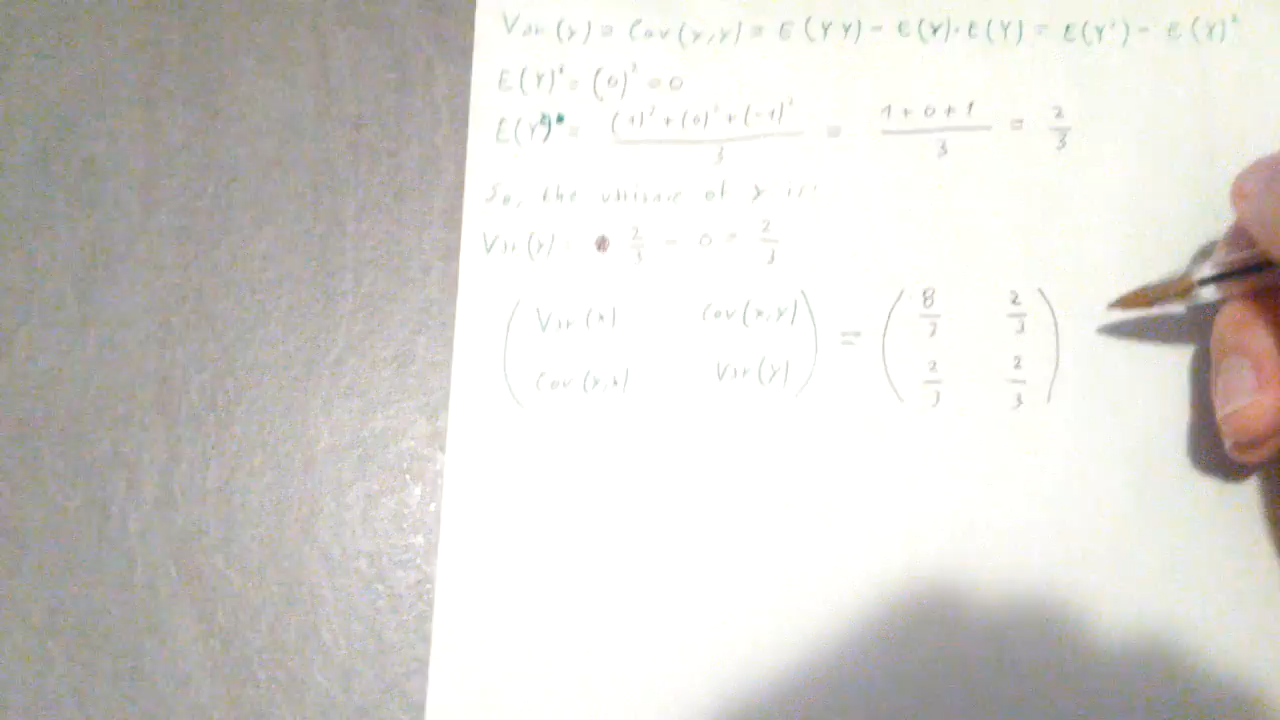 Var(y) = Cov(y,y) = E(YY) - E(Y)·E(Y) = E(Y²) - E(Y)²
E(Y)² = (0)² = 0
E(Y²) = ((1)² + (0)² + (-1)²)/3 = (1+0+1)/3 = 2/3
So, the variance of y is:
Var(y) = 2/3 - 0 = 2/3
( Var(x) Cov(x,y) ) = ( 8/3 2/3 )
( Cov(y,x) Var(y) ) ( 2/3 2/3 )